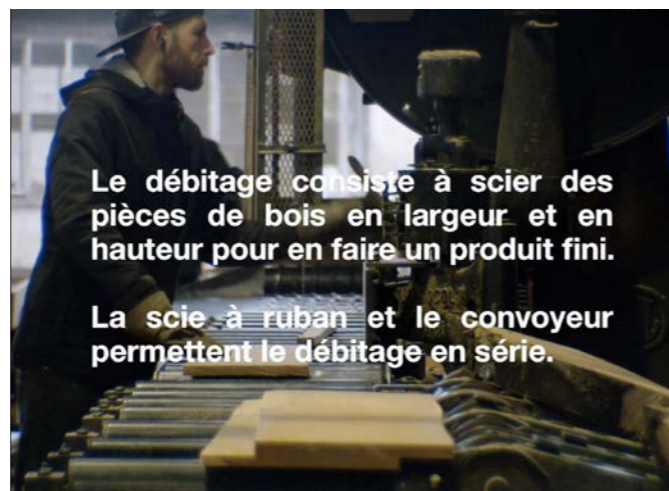 Le débitage consiste à scier des
pièces de bois en largeur et en
hauteur pour en faire un produit fini.
La scie à ruban et le convoyeur
permettent le débitage en série.